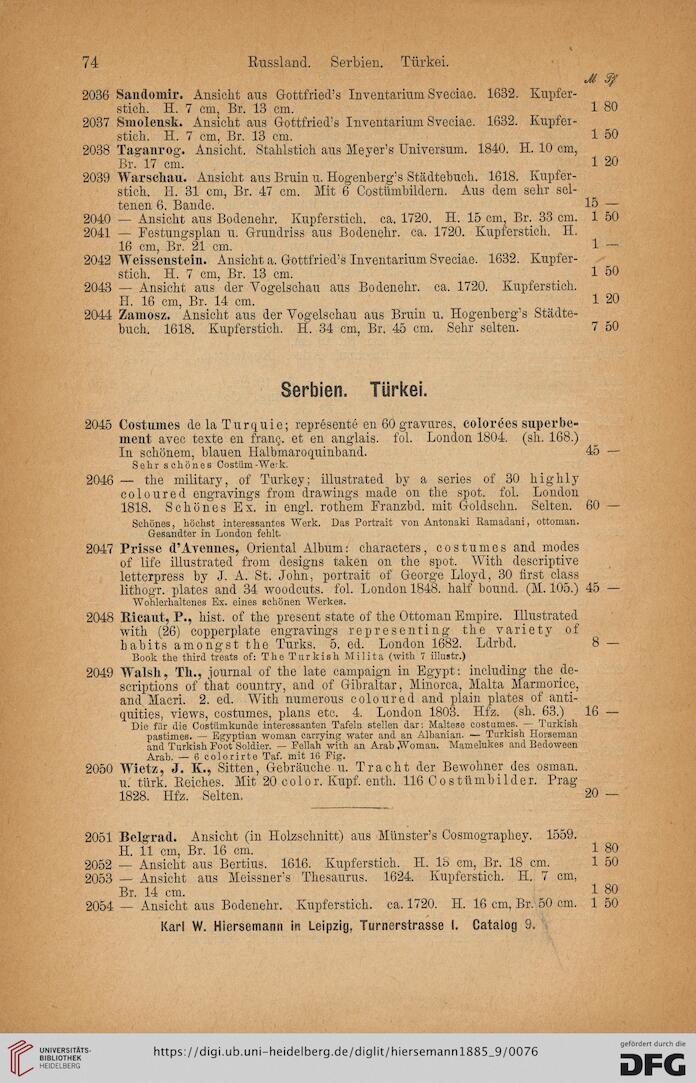 74 Russland. Serbien. Türkei.
ℳ ₰
2036 Sandomir. Ansicht aus Gottfried's Inventarium Sveciae. 1632. Kupfer-
stich. H. 7 cm, Br. 13 cm. 1 80
2037 Smolensk. Ansicht aus Gottfried's Inventarium Sveciae. 1632. Kupfer-
stich. H. 7 cm, Br. 13 cm. 1 50
2038 Taganrog. Ansicht. Stahlstich aus Meyer's Universum. 1840. H. 10 cm,
Br. 17 cm. 1 20
2039 Warschau. Ansicht aus Bruin u. Hogenberg's Städtebuch. 1618. Kupfer-
stich. H. 31 cm, Br. 47 cm. Mit 6 Costümbildern. Aus dem sehr sel-
tenen 6. Bande. 15 —
2040 — Ansicht aus Bodenehr. Kupferstich. ca. 1720. H. 15 cm, Br. 33 cm. 1 50
2041 — Festungsplan u. Grundriss aus Bodenehr. ca. 1720. Kupferstich. H.
16 cm, Br. 21 cm. 1 —
2042 Weissenstein. Ansicht a. Gottfried's Inventarium Sveciae. 1632. Kupfer-
stich. H. 7 cm, Br. 13 cm. 1 50
2043 — Ansicht aus der Vogelschau aus Bodenehr. ca. 1720. Kupferstich.
H. 16 cm, Br. 14 cm. 1 20
2044 Zamosz. Ansicht aus der Vogelschau aus Bruin u. Hogenberg's Städte-
buch. 1618. Kupferstich. H. 34 cm, Br. 45 cm. Sehr selten. 7 50
Serbien. Türkei.
2045 Costumes de la Turquie; représenté en 60 gravures, colorées superbe-
ment avec texte en franç. et en anglais. fol. London 1804. (sh. 168.)
In schönem, blauen Halbmaroquinband. 45 —
Sehr schönes Costüm-Werk.
2046 — the military, of Turkey; illustrated by a series of 30 highly
coloured engravings from drawings made on the spot. fol. London
1818. Schönes Ex. in engl. rothem Franzbd. mit Goldschn. Selten. 60 —
Schönes, höchst interessantes Werk. Das Portrait von Antonaki Ramadani, ottoman.
Gesandter in London fehlt.
2047 Prisse d'Avennes, Oriental Album: characters, costumes and modes
of life illustrated from designs taken on the spot. With descriptive
letterpress by J. A. St. John, portrait of George Lloyd, 30 first class
lithogr. plates and 34 woodcuts. fol. London 1848. half bound. (M. 105.) 45 —
Wohlerhaltenes Ex. eines schönen Werkes.
2048 Ricaut, P., hist. of the present state of the Ottoman Empire. Illustrated
with (26) copperplate engravings representing the variety of
habits amongst the Turks. 5. ed. London 1682. Ldrbd. 8 —
Book the third treats of: The Turkish Milita (with 7 illustr.)
2049 Walsh, Th., journal of the late campaign in Egypt: including the de-
scriptions of that country, and of Gibraltar, Minorca, Malta Marmorice,
and Macri. 2. ed. With numerous coloured and plain plates of anti-
quities, views, costumes, plans etc. 4. London 1803. Hfz. (sh. 63.) 16 —
Die für die Costümkunde interessanten Tafeln stellen dar: Maltese costumes. — Turkish
pastimes. — Egyptian woman carrying water and an Albanian. — Turkish Horseman
and Turkish Foot Soldier. — Fellah with an Arab Woman. Mamelukes and Bedoween
Arab. — 6 colorirte Taf. mit 16 Fig.
2050 Wietz, J. K., Sitten, Gebräuche u. Tracht der Bewohner des osman.
u. türk. Reiches. Mit 20 color. Kupf. enth. 116 Costümbilder. Prag
1828. Hfz. Selten. 20 —
2051 Belgrad. Ansicht (in Holzschnitt) aus Münster's Cosmographey. 1559.
H. 11 cm, Br. 16 cm. 1 80
2052 — Ansicht aus Bertius. 1616. Kupferstich. H. 13 cm, Br. 18 cm. 1 50
2053 — Ansicht aus Meissner's Thesaurus. 1624. Kupferstich. H. 7 cm,
Br. 14 cm. 1 80
2054 — Ansicht aus Bodenehr. Kupferstich. ca. 1720. H. 16 cm, Br. 50 cm. 1 50
Karl W. Hiersemann in Leipzig, Turnerstrasse 1. Catalog 9.
UNIVERSITÄTS-
BIBLIOTHEK
HEIDELBERG
https://digi.ub.uni-heidelberg.de/diglit/hiersemann1885_9/0076
gefördert durch die
DFG